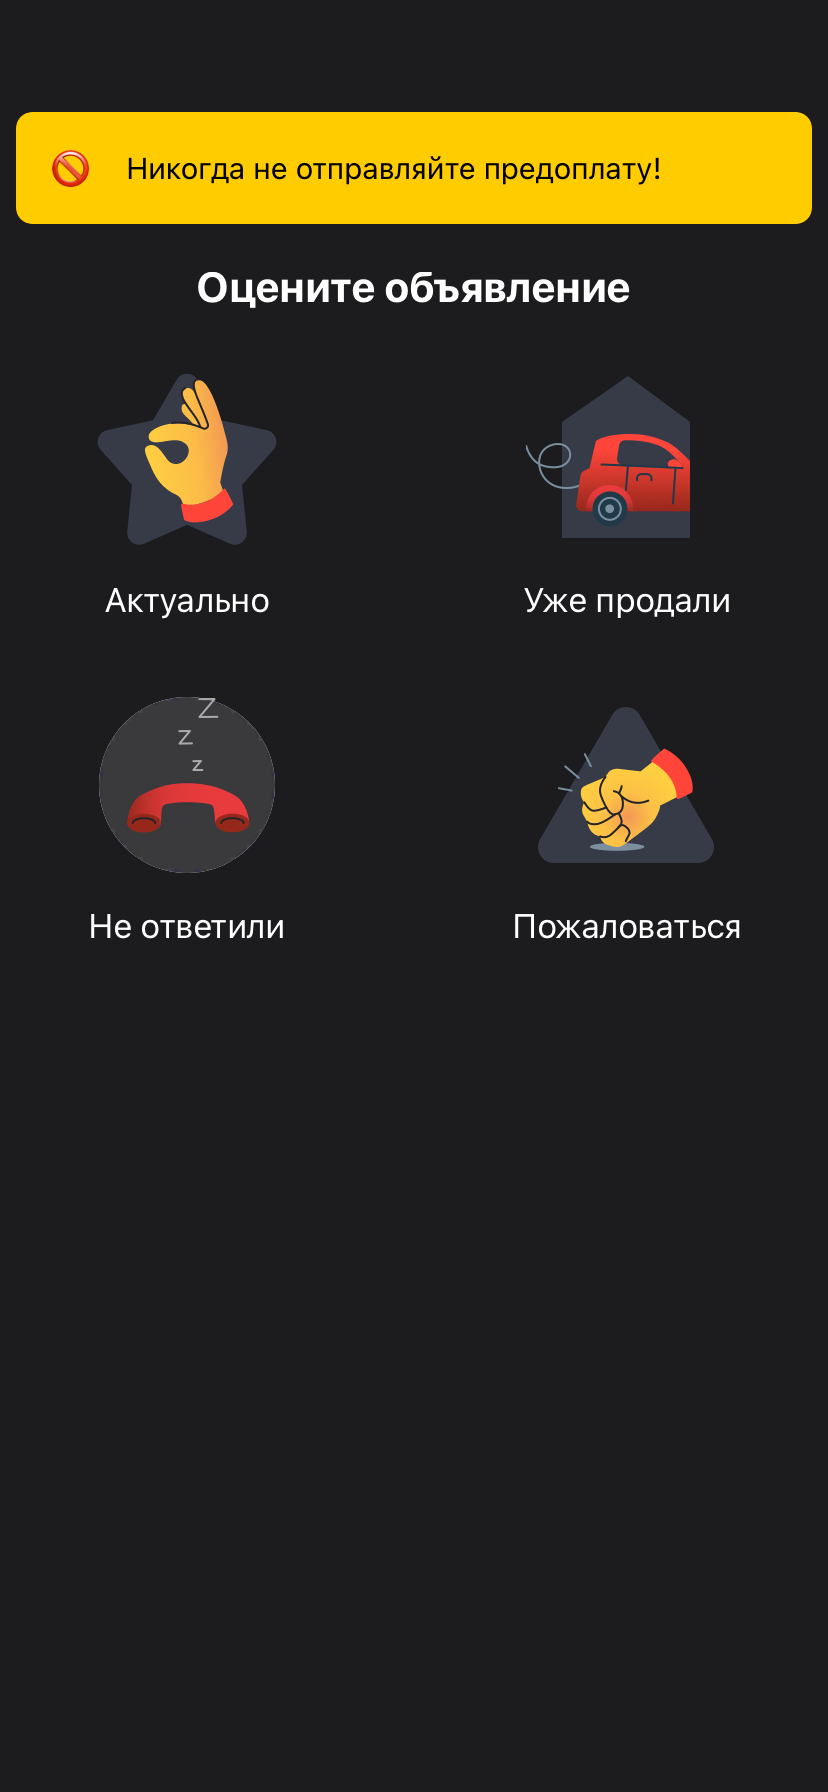 Никогда не отправляйте предоплату!
Оцените объявление
Актуально
Уже продали
Z
z
z
Не ответили
Пожаловаться